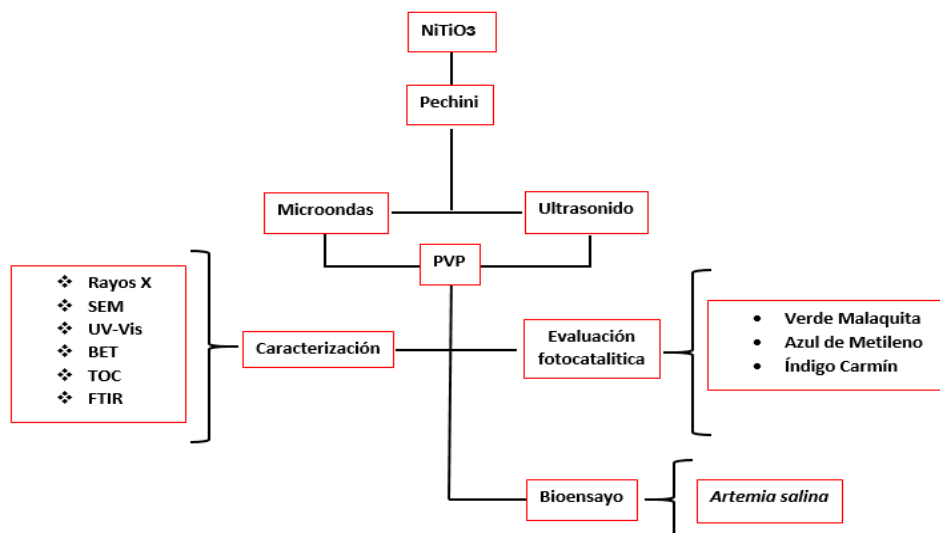 NiTiO3
Pechini
Microondas
Ultrasonido
PVP
❖ Rayos X
❖ SEM
❖ UV-Vis
❖ BET
❖ TOC
❖ FTIR
Caracterización
Evaluación
fotocatalitica
• Verde Malaquita
• Azul de Metileno
• Índigo Carmín
Bioensayo
Artemia salina